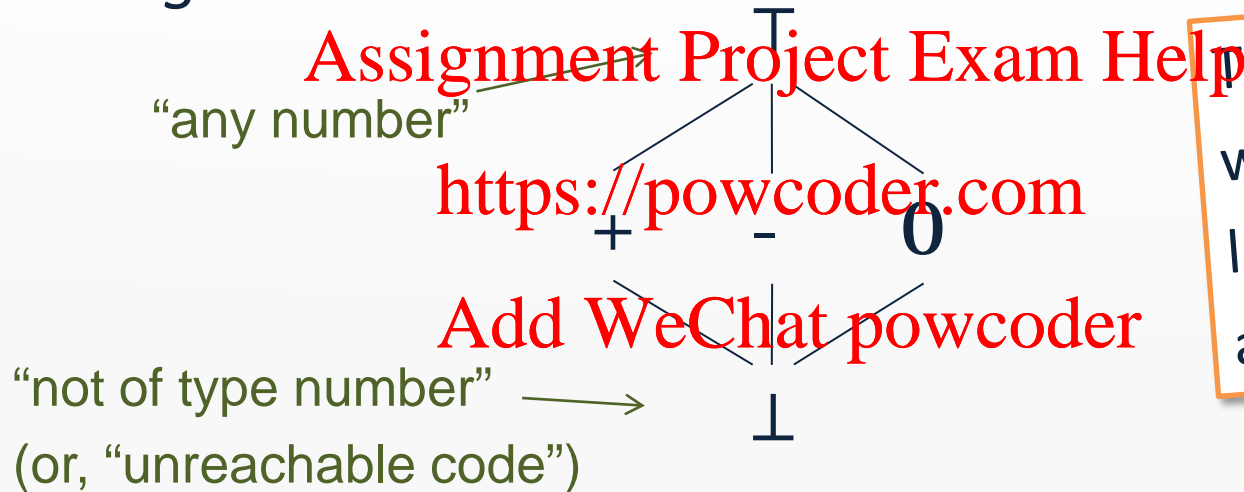 ⊤
Assignment Project Exam Help
“any number”
https://powcoder.com
+ - 0
Add WeChat powcoder
“not of type number”
⊥
(or, “unreachable code”)